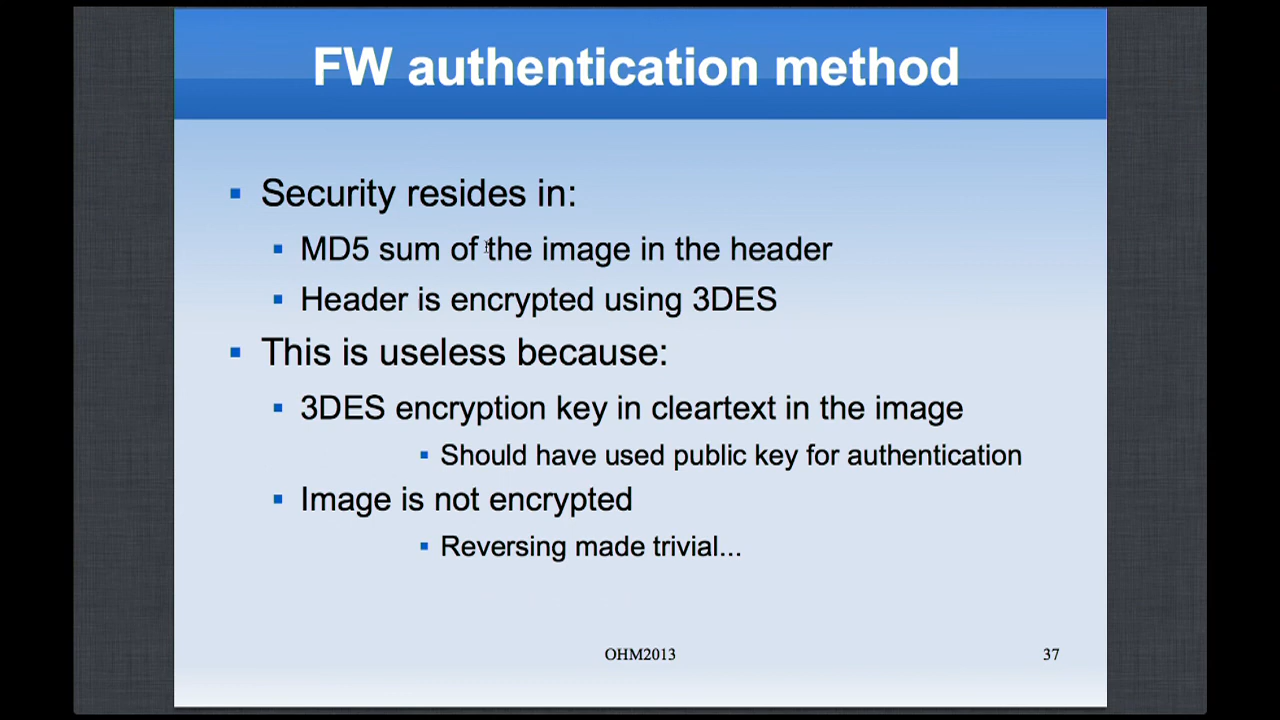 FW authentication method
Security resides in:
MD5 sum of the image in the header
Header is encrypted using 3DES
This is useless because:
3DES encryption key in cleartext in the image
Should have used public key for authentication
Image is not encrypted
Reversing made trivial...
OHM2013
37